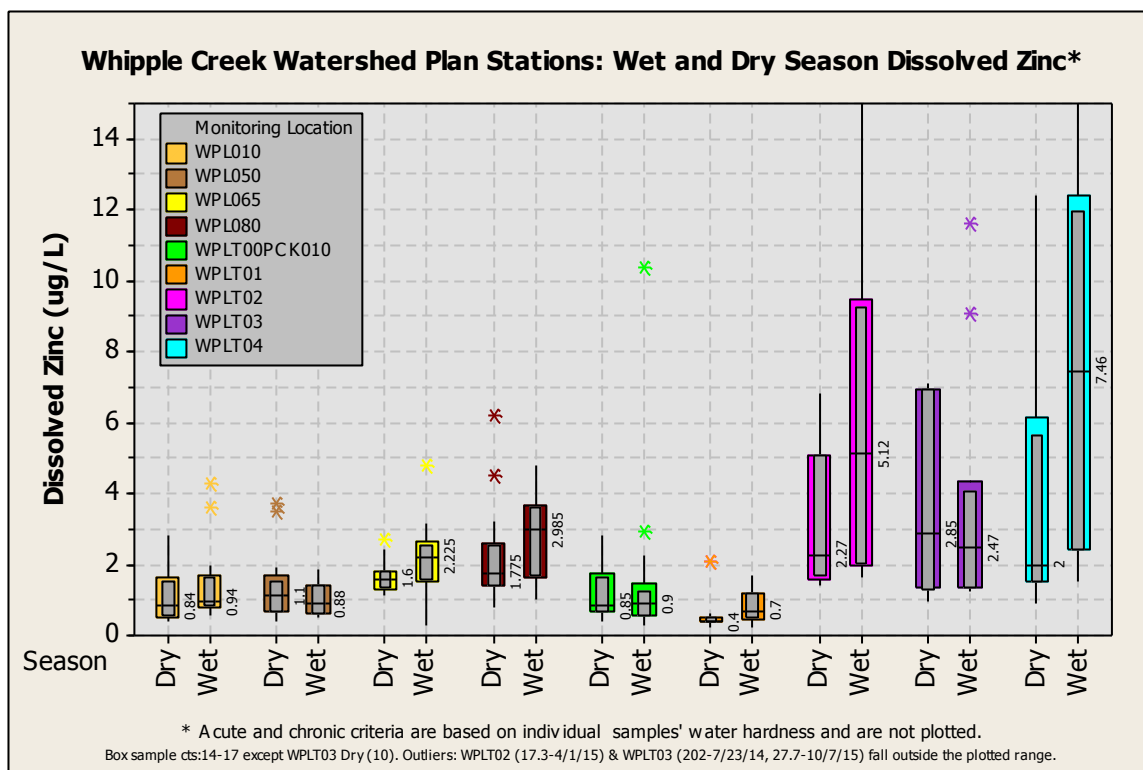 Whipple Creek Watershed Plan Stations: Wet and Dry Season Dissolved Zinc*
Dissolved Zinc (ug/L)
14
12
10
8
6
4
2
0
Monitoring Location
WPL010
WPL050
WPL065
WPL080
WPLT00PCK010
WPLT01
WPLT02
WPLT03
WPLT04
0.84
0.94
1.1
0.88
1.6
2.225
1.775
2.985
0.85
0.9
0.4
0.7
2.27
5.12
2.85
2.47
2
7.46
Season
Dry Wet Dry Wet Dry Wet Dry Wet Dry Wet Dry Wet Dry Wet Dry Wet Dry Wet
* Acute and chronic criteria are based on individual samples' water hardness and are not plotted.
Box sample cts:14-17 except WPLT03 Dry (10). Outliers: WPLT02 (17.3-4/1/15) & WPLT03 (202-7/23/14, 27.7-10/7/15) fall outside the plotted range.